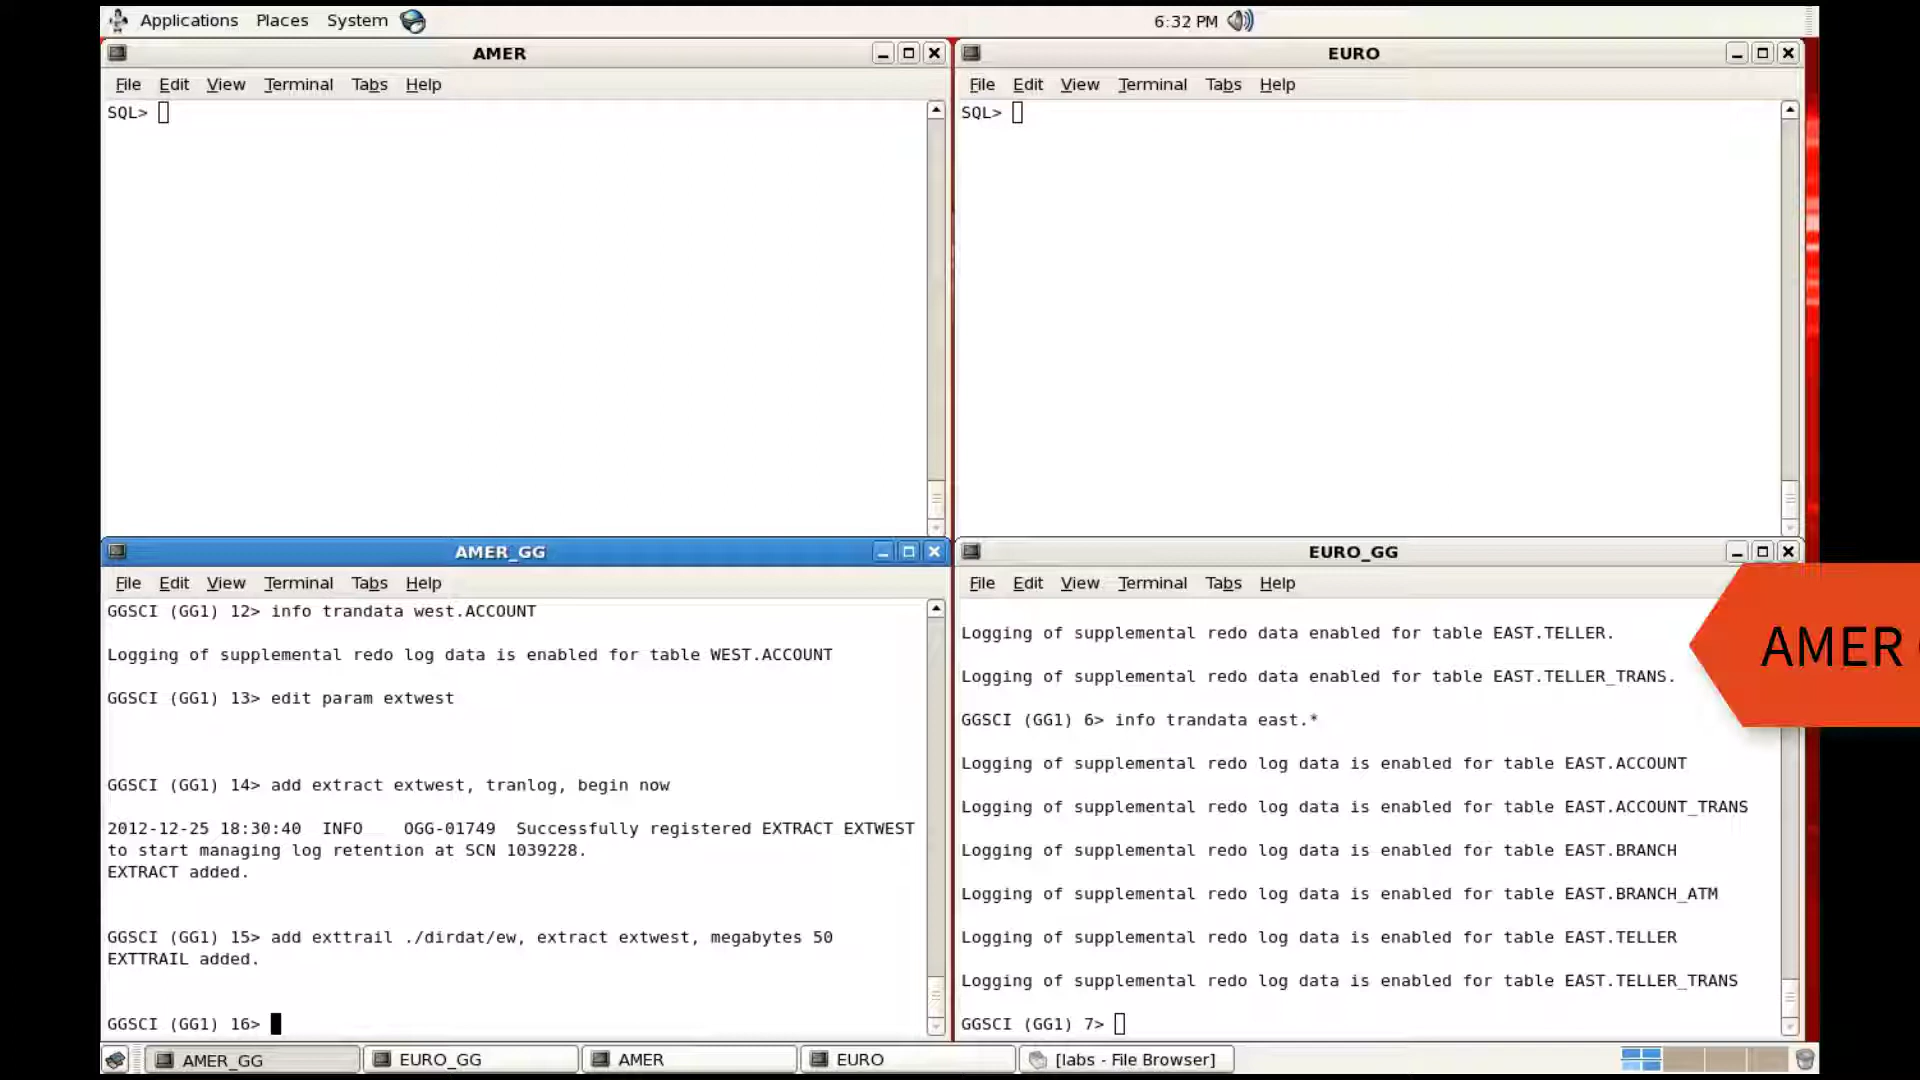 Applications Places System
6:32 PM
AMER
File Edit View Terminal Tabs Help
SQL>
EURO
File Edit View Terminal Tabs Help
SQL>
AMER_GG
File Edit View Terminal Tabs Help
GGSCI (GG1) 12> info trandata west.ACCOUNT
Logging of supplemental redo log data is enabled for table WEST.ACCOUNT
GGSCI (GG1) 13> edit param extwest
GGSCI (GG1) 14> add extract extwest, tranlog, begin now
2012-12-25 18:30:40 INFO OGG-01749 Successfully registered EXTRACT EXTWEST
to start managing log retention at SCN 1039228.
EXTRACT added.
GGSCI (GG1) 15> add exttrail ./dirdat/ew, extract extwest, megabytes 50
EXTTRAIL added.
GGSCI (GG1) 16>
EURO_GG
File Edit View Terminal Tabs Help
Logging of supplemental redo data enabled for table EAST.TELLER.
Logging of supplemental redo data enabled for table EAST.TELLER_TRANS.
GGSCI (GG1) 6> info trandata east.*
Logging of supplemental redo log data is enabled for table EAST.ACCOUNT
Logging of supplemental redo log data is enabled for table EAST.ACCOUNT_TRANS
Logging of supplemental redo log data is enabled for table EAST.BRANCH
Logging of supplemental redo log data is enabled for table EAST.BRANCH_ATM
Logging of supplemental redo log data is enabled for table EAST.TELLER
Logging of supplemental redo log data is enabled for table EAST.TELLER_TRANS
GGSCI (GG1) 7>
AMER
AMER_GG EURO_GG AMER EURO [labs - File Browser]